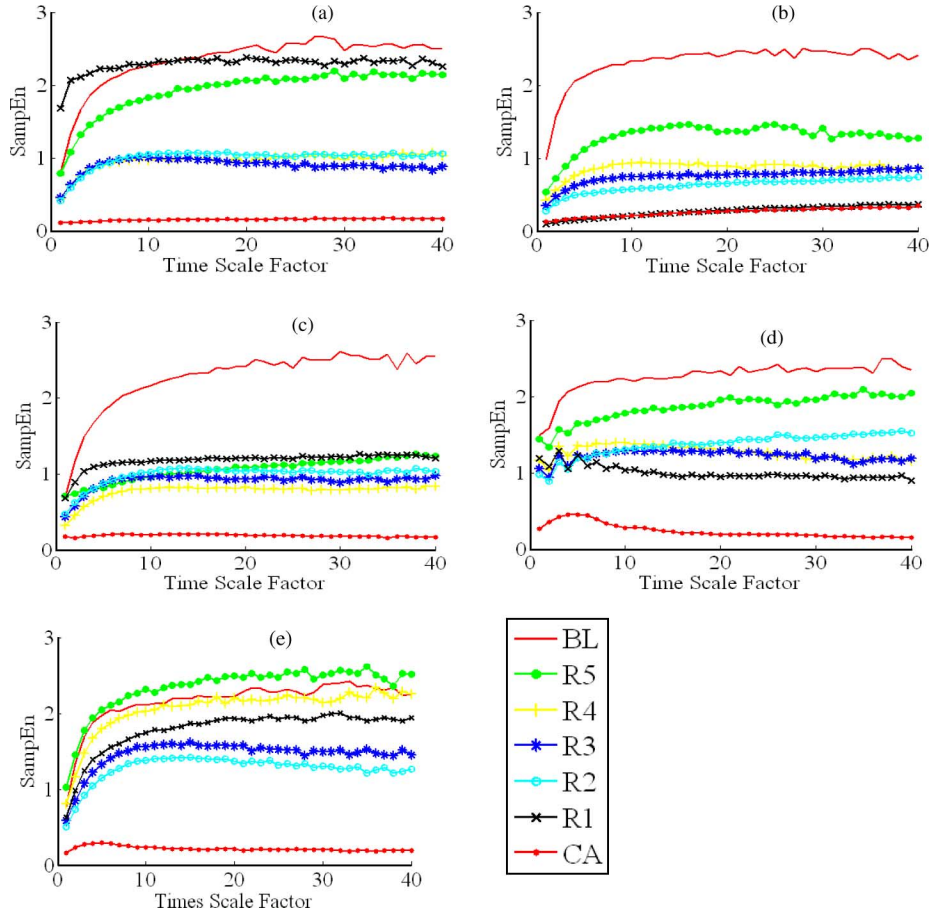 (a)
3
2
1
0
SampEn
0 10 20 30 40
Time Scale Factor
(b)
3
2
1
0
SampEn
0 10 20 30 40
Time Scale Factor
(c)
3
2
1
0
SampEn
0 10 20 30 40
Time Scale Factor
(d)
3
2
1
0
SampEn
0 10 20 30 40
Time Scale Factor
(e)
3
2
1
0
SampEn
0 10 20 30 40
Times Scale Factor
BL
R5
R4
R3
R2
R1
CA